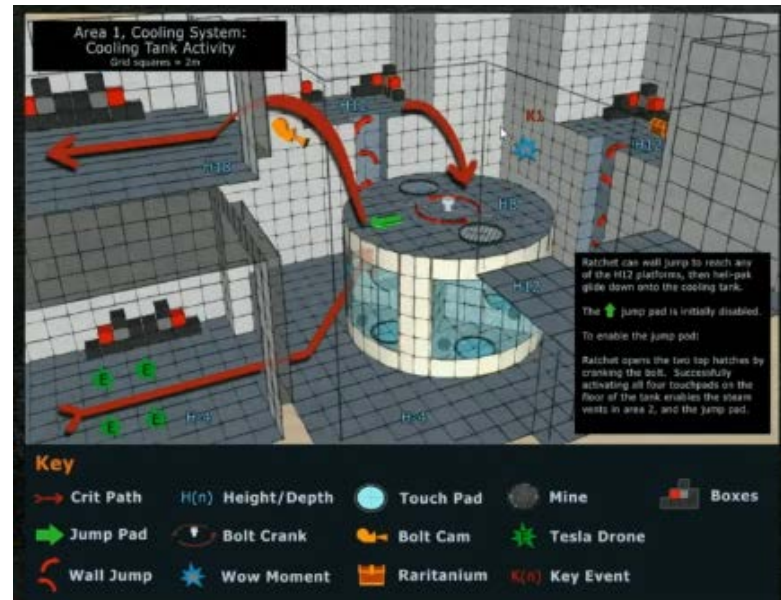 Area 1, Cooling System:
Cooling Tank Activity
Grid squares = 2m
H12
K1
H12
H18
H8
H12
Ratchet can wall jump to reach any
of the H12 platforms, then heli-pak
glide down onto the cooling tank.
The jump pad is initially disabled.
To enable the jump pod:
Ratchet opens the two top hatches by
cranking the bolt. Successfully
activating all four touchpads on the
floor of the tank enables the steam
vents in area 2, and the jump pad.
E E
E E
H-4
H-4
Key
Crit Path
H(n) Height/Depth
Touch Pad
Mine
Boxes
Jump Pad
Bolt Crank
Bolt Cam
E Tesla Drone
Wall Jump
Wow Moment
Raritanium
K(n) Key Event